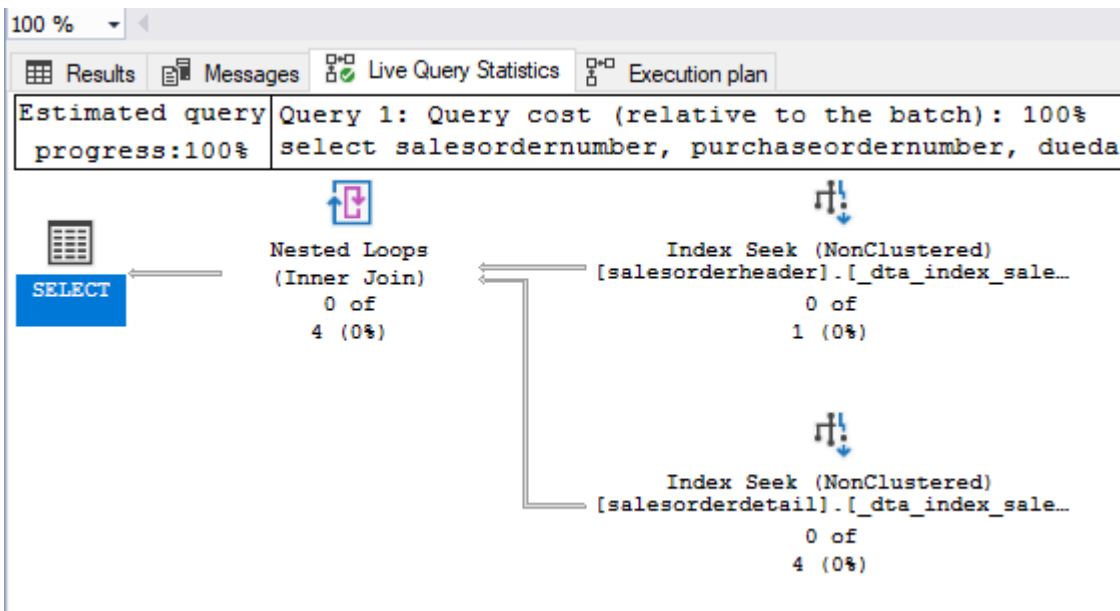 100 %
Results Messages Live Query Statistics Execution plan
Estimated query progress:100%
Query 1: Query cost (relative to the batch): 100%
select salesordernumber, purchaseordernumber, dueda
SELECT
Nested Loops
(Inner Join)
0 of
4 (0%)
Index Seek (NonClustered)
[salesorderheader].[_dta_index_sale…
0 of
1 (0%)
Index Seek (NonClustered)
[salesorderdetail].[_dta_index_sale…
0 of
4 (0%)